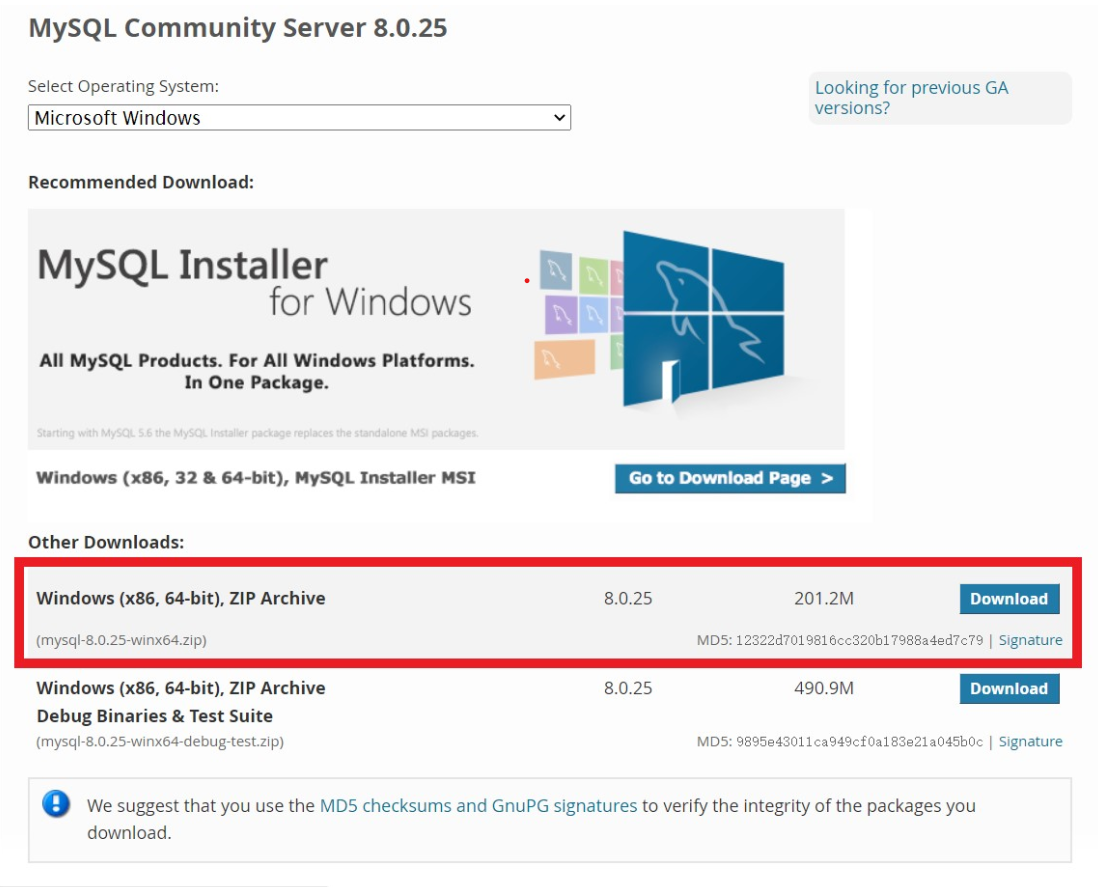 MySQL Community Server 8.0.25
Select Operating System:
Microsoft Windows
Looking for previous GA
versions?
Recommended Download:
MySQL Installer
for Windows
All MySQL Products. For All Windows Platforms.
In One Package.
Starting with MySQL 5.6 the MySQL Installer package replaces the standalone MSI packages.
Windows (x86, 32 & 64-bit), MySQL Installer MSI
Go to Download Page >
Other Downloads:
Windows (x86, 64-bit), ZIP Archive 8.0.25 201.2M Download
(mysql-8.0.25-winx64.zip) MD5: 12322d7019816cc320b17988a4ed7c79 | Signature
Windows (x86, 64-bit), ZIP Archive 8.0.25 490.9M Download
Debug Binaries & Test Suite
(mysql-8.0.25-winx64-debug-test.zip) MD5: 9895e43011ca949cf0a183e21a045b0c | Signature
We suggest that you use the MD5 checksums and GnuPG signatures to verify the integrity of the packages you
download.